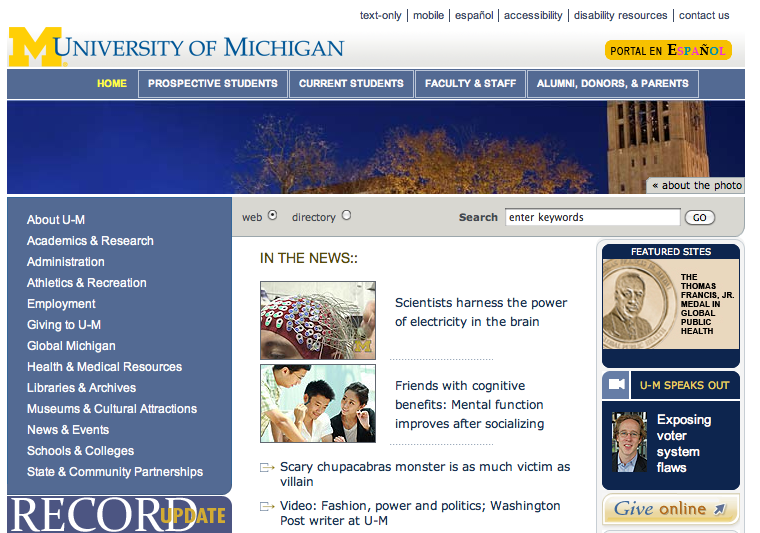 text-only | mobile | español | accessibility | disability resources | contact us
M UNIVERSITY OF MICHIGAN
PORTAL EN ESPAÑOL
HOME PROSPECTIVE STUDENTS CURRENT STUDENTS FACULTY & STAFF ALUMNI, DONORS, & PARENTS
« about the photo
web directory Search enter keywords GO
About U-M
Academics & Research
Administration
Athletics & Recreation
Employment
Giving to U-M
Global Michigan
Health & Medical Resources
Libraries & Archives
Museums & Cultural Attractions
News & Events
Schools & Colleges
State & Community Partnerships
RECORD UPDATE
IN THE NEWS::
M
Scientists harness the power
of electricity in the brain
Friends with cognitive
benefits: Mental function
improves after socializing
Scary chupacabras monster is as much victim as
villain
Video: Fashion, power and politics; Washington
Post writer at U-M
FEATURED SITES
THE
THOMAS
FRANCIS, JR.
MEDAL IN
GLOBAL
PUBLIC
HEALTH
U-M SPEAKS OUT
Exposing
voter
system
flaws
Give online